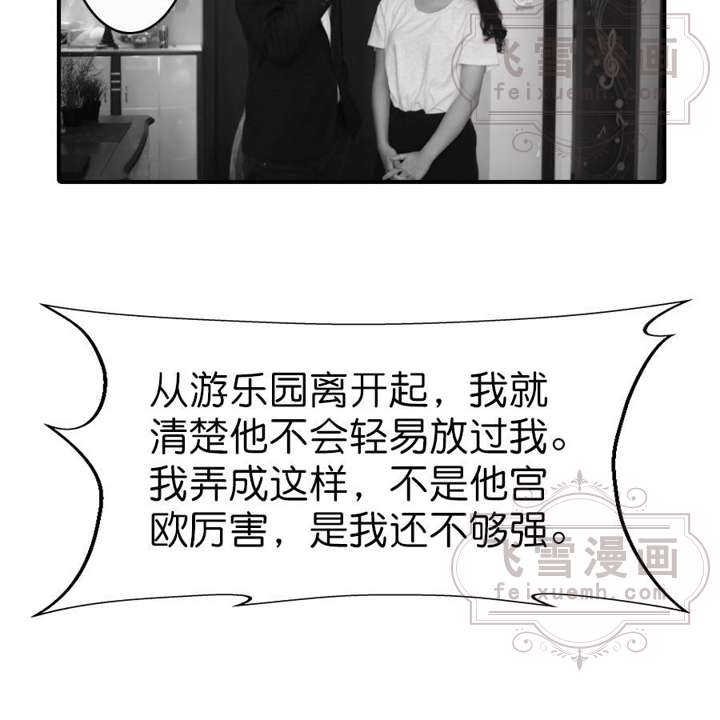 飞雪漫画
feixuemh.com
从游乐园离开起，我就
清楚他不会轻易放过我。
我弄成这样，不是他宫
欧厉害，是我还不够强。
飞雪漫画
feixuemh.com